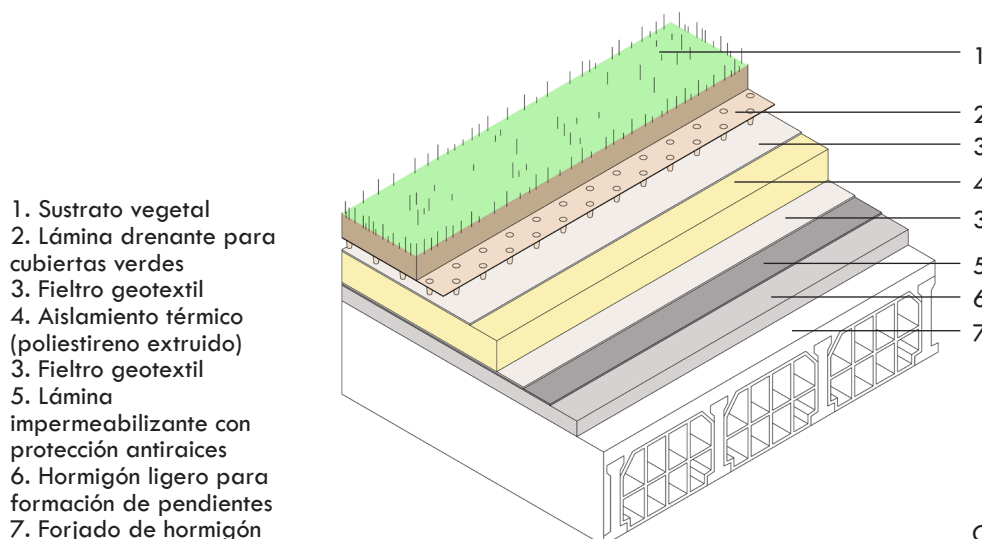 1. Sustrato vegetal
2. Lámina drenante para
cubiertas verdes
3. Fieltro geotextil
4. Aislamiento térmico
(poliestireno extruido)
3. Fieltro geotextil
5. Lámina
impermeabilizante con
protección antiraices
6. Hormigón ligero para
formación de pendientes
7. Forjado de hormigón
1
2
3
4
3
5
6
7